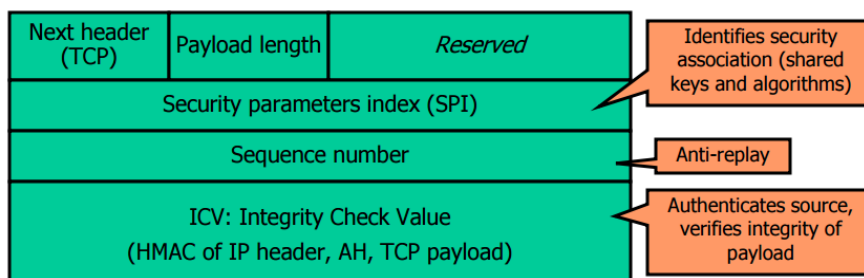 Next header
(TCP)
Payload length
Reserved
Identifies security
association (shared
keys and algorithms)
Security parameters index (SPI)
Sequence number
Anti-replay
ICV: Integrity Check Value
(HMAC of IP header, AH, TCP payload)
Authenticates source,
verifies integrity of
payload